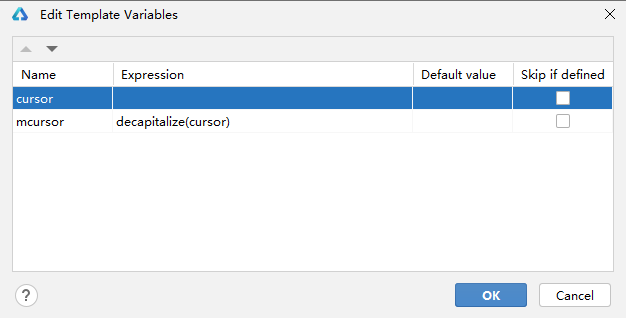 Edit Template Variables
Name Expression Default value Skip if defined
cursor
mcursor decapitalize(cursor)
? OK Cancel